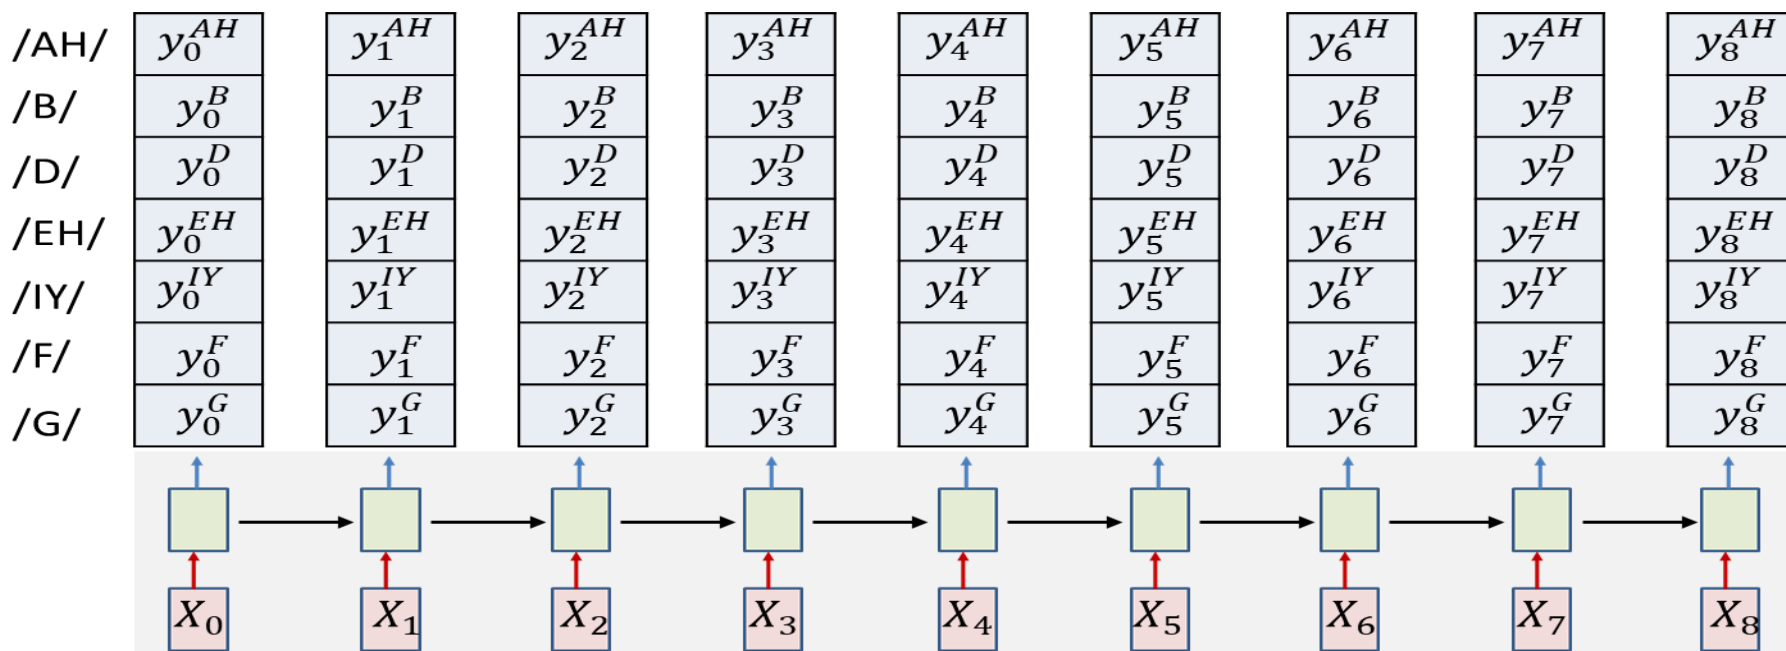 /AH/ y_0^{AH} y_1^{AH} y_2^{AH} y_3^{AH} y_4^{AH} y_5^{AH} y_6^{AH} y_7^{AH} y_8^{AH}
/B/ y_0^{B} y_1^{B} y_2^{B} y_3^{B} y_4^{B} y_5^{B} y_6^{B} y_7^{B} y_8^{B}
/D/ y_0^{D} y_1^{D} y_2^{D} y_3^{D} y_4^{D} y_5^{D} y_6^{D} y_7^{D} y_8^{D}
/EH/ y_0^{EH} y_1^{EH} y_2^{EH} y_3^{EH} y_4^{EH} y_5^{EH} y_6^{EH} y_7^{EH} y_8^{EH}
/IY/ y_0^{IY} y_1^{IY} y_2^{IY} y_3^{IY} y_4^{IY} y_5^{IY} y_6^{IY} y_7^{IY} y_8^{IY}
/F/ y_0^{F} y_1^{F} y_2^{F} y_3^{F} y_4^{F} y_5^{F} y_6^{F} y_7^{F} y_8^{F}
/G/ y_0^{G} y_1^{G} y_2^{G} y_3^{G} y_4^{G} y_5^{G} y_6^{G} y_7^{G} y_8^{G}
X_0 X_1 X_2 X_3 X_4 X_5 X_6 X_7 X_8